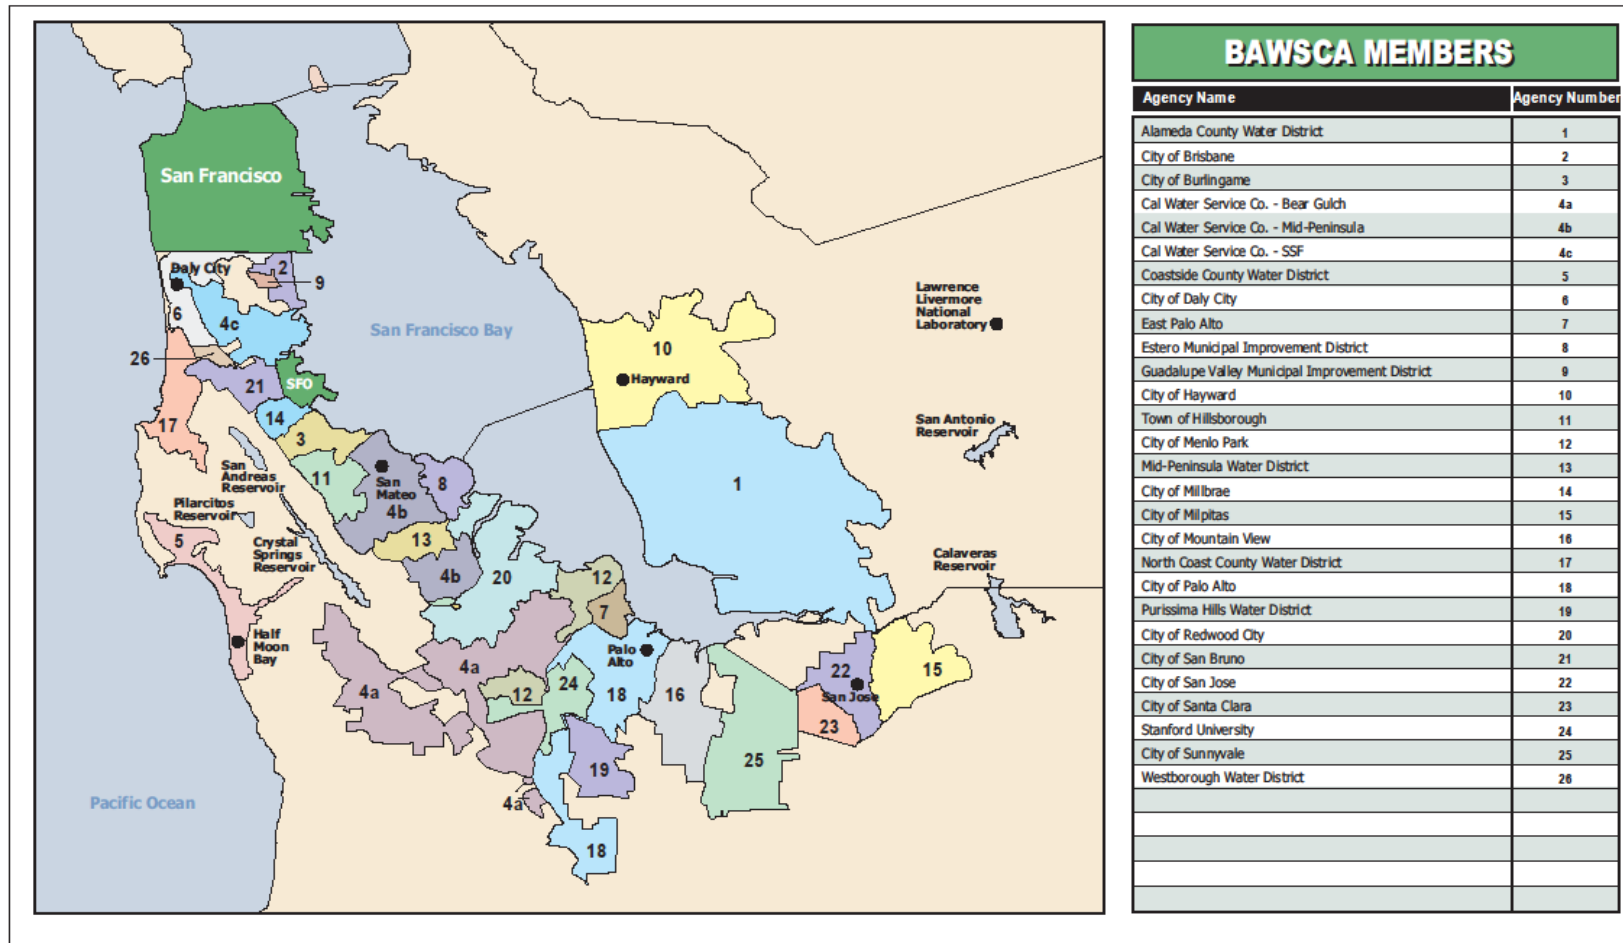 San Francisco
Daly City
2
9
6
4c
San Francisco Bay
Lawrence
Livermore
National
Laboratory
26
10
Hayward
21
SFO
17
14
3
San Antonio
Reservoir
San
Andreas
Reservoir
11
San
Mateo
8
1
4b
Pilarcitos
Reservoir
5
Crystal
Springs
Reservoir
13
4b
20
12
7
Calaveras
Reservoir
Half
Moon
Bay
4a
4a
Palo
Alto
12
24
18
16
22
San Jose
15
23
19
25
4a
Pacific Ocean
18
BAWSCA MEMBERS
Agency Name Agency Number
Alameda County Water District 1
City of Brisbane 2
City of Burlingame 3
Cal Water Service Co. - Bear Gulch 4a
Cal Water Service Co. - Mid-Peninsula 4b
Cal Water Service Co. - SSF 4c
Coastside County Water District 5
City of Daly City 6
East Palo Alto 7
Estero Municipal Improvement District 8
Guadalupe Valley Municipal Improvement District 9
City of Hayward 10
Town of Hillsborough 11
City of Menlo Park 12
Mid-Peninsula Water District 13
City of Millbrae 14
City of Milpitas 15
City of Mountain View 16
North Coast County Water District 17
City of Palo Alto 18
Purissima Hills Water District 19
City of Redwood City 20
City of San Bruno 21
City of San Jose 22
City of Santa Clara 23
Stanford University 24
City of Sunnyvale 25
Westborough Water District 26